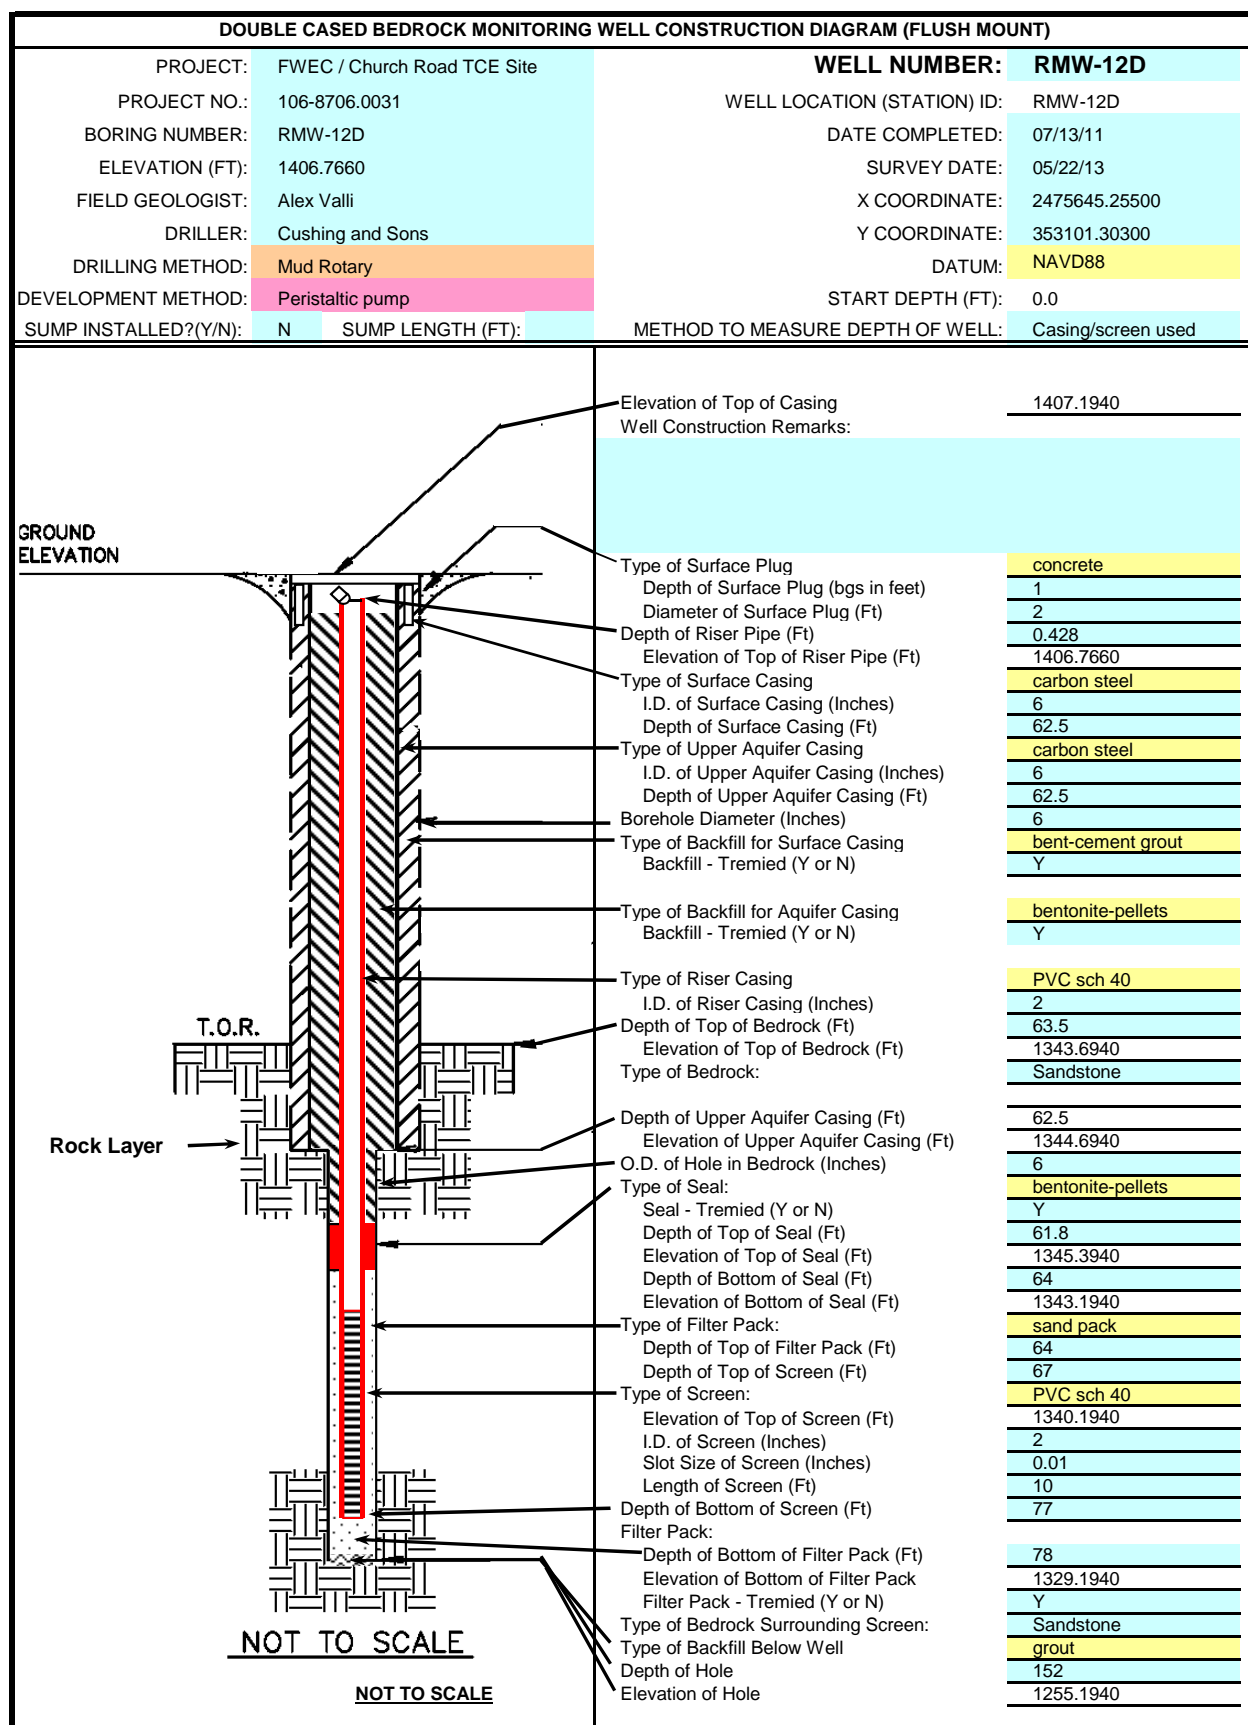 DOUBLE CASED BEDROCK MONITORING WELL CONSTRUCTION DIAGRAM (FLUSH MOUNT)
PROJECT: FWEC / Church Road TCE Site WELL NUMBER: RMW-12D
PROJECT NO.: 106-8706.0031 WELL LOCATION (STATION) ID: RMW-12D
BORING NUMBER: RMW-12D DATE COMPLETED: 07/13/11
ELEVATION (FT): 1406.7660 SURVEY DATE: 05/22/13
FIELD GEOLOGIST: Alex Valli X COORDINATE: 2475645.25500
DRILLER: Cushing and Sons Y COORDINATE: 353101.30300
DRILLING METHOD: Mud Rotary DATUM: NAVD88
DEVELOPMENT METHOD: Peristaltic pump START DEPTH (FT): 0.0
SUMP INSTALLED?(Y/N): N SUMP LENGTH (FT): METHOD TO MEASURE DEPTH OF WELL: Casing/screen used
Elevation of Top of Casing 1407.1940
Well Construction Remarks:
GROUND
ELEVATION
Type of Surface Plug concrete
Depth of Surface Plug (bgs in feet) 1
Diameter of Surface Plug (Ft) 2
Depth of Riser Pipe (Ft) 0.428
Elevation of Top of Riser Pipe (Ft) 1406.7660
Type of Surface Casing carbon steel
I.D. of Surface Casing (Inches) 6
Depth of Surface Casing (Ft) 62.5
Type of Upper Aquifer Casing carbon steel
I.D. of Upper Aquifer Casing (Inches) 6
Depth of Upper Aquifer Casing (Ft) 62.5
Borehole Diameter (Inches) 6
Type of Backfill for Surface Casing bent-cement grout
Backfill - Tremied (Y or N) Y
Type of Backfill for Aquifer Casing bentonite-pellets
Backfill - Tremied (Y or N) Y
Type of Riser Casing PVC sch 40
I.D. of Riser Casing (Inches) 2
T.O.R.
Depth of Top of Bedrock (Ft) 63.5
Elevation of Top of Bedrock (Ft) 1343.6940
Type of Bedrock: Sandstone
Depth of Upper Aquifer Casing (Ft) 62.5
Rock Layer
Elevation of Upper Aquifer Casing (Ft) 1344.6940
O.D. of Hole in Bedrock (Inches) 6
Type of Seal: bentonite-pellets
Seal - Tremied (Y or N) Y
Depth of Top of Seal (Ft) 61.8
Elevation of Top of Seal (Ft) 1345.3940
Depth of Bottom of Seal (Ft) 64
Elevation of Bottom of Seal (Ft) 1343.1940
Type of Filter Pack: sand pack
Depth of Top of Filter Pack (Ft) 64
Depth of Top of Screen (Ft) 67
Type of Screen: PVC sch 40
Elevation of Top of Screen (Ft) 1340.1940
I.D. of Screen (Inches) 2
Slot Size of Screen (Inches) 0.01
Length of Screen (Ft) 10
Depth of Bottom of Screen (Ft) 77
Filter Pack:
Depth of Bottom of Filter Pack (Ft) 78
Elevation of Bottom of Filter Pack 1329.1940
Filter Pack - Tremied (Y or N) Y
Type of Bedrock Surrounding Screen: Sandstone
Type of Backfill Below Well grout
NOT TO SCALE
Depth of Hole 152
Elevation of Hole 1255.1940
NOT TO SCALE